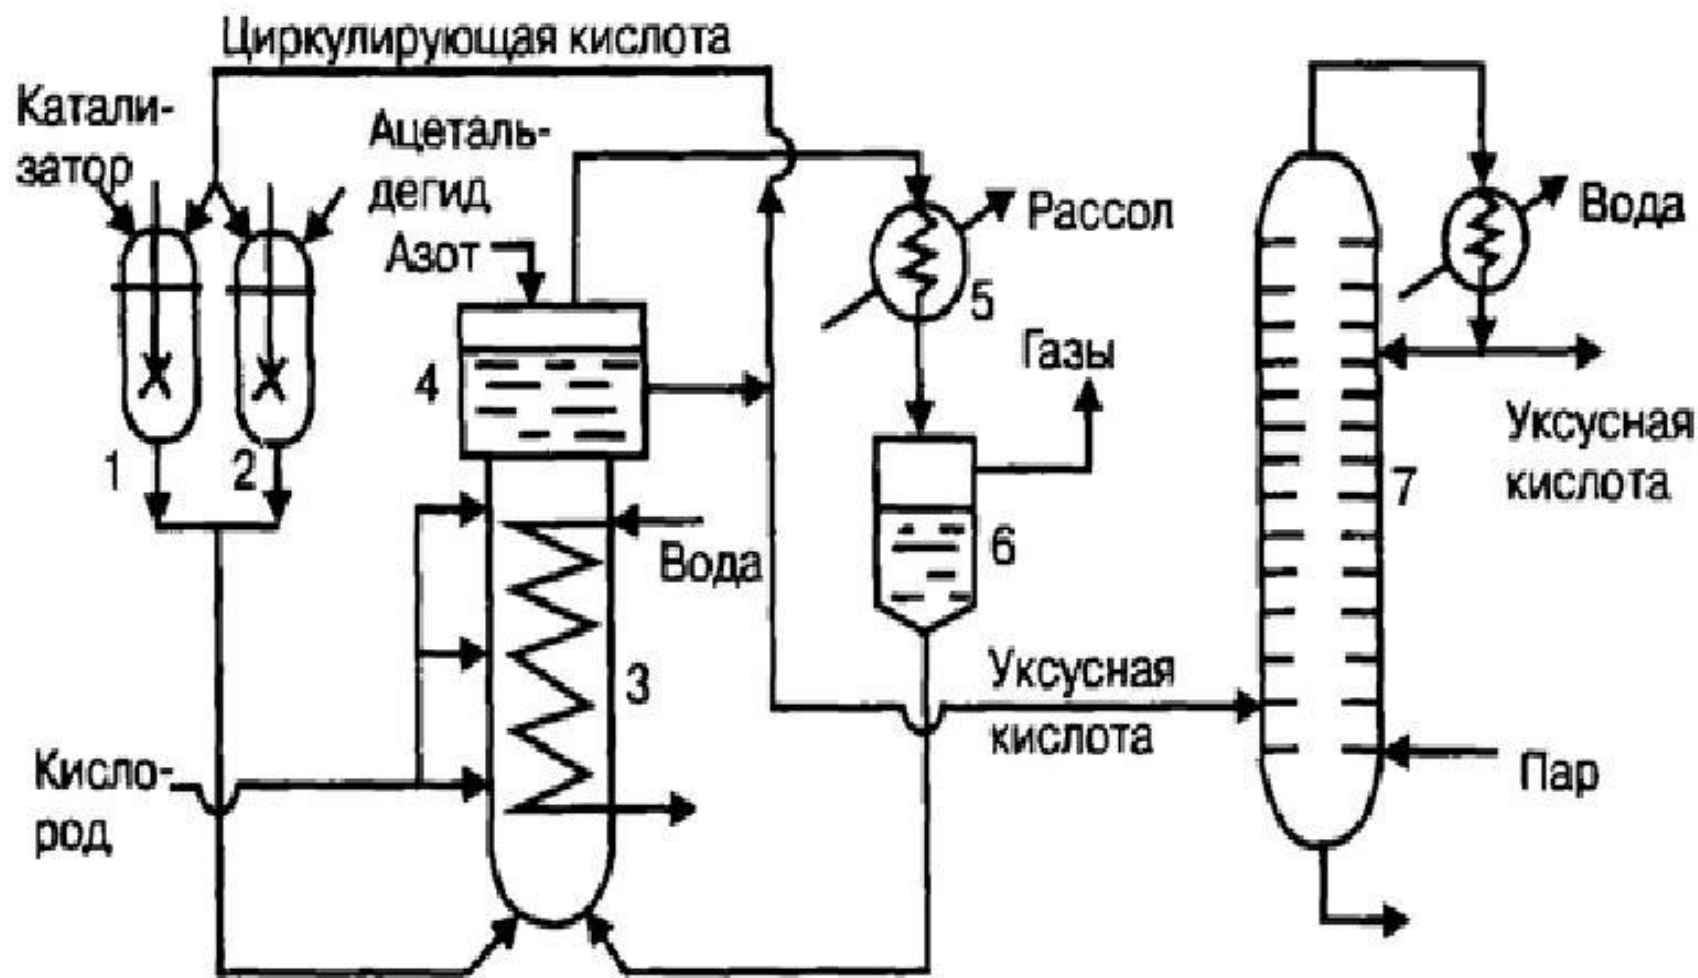 Циркулирующая кислота
Катали-
затор
Ацеталь-
дегид
Азот
Рассол
Вода
5
Газы
4
Уксусная
кислота
1
2
7
6
Вода
3
Уксусная
кислота
Кисло-
род
Пар